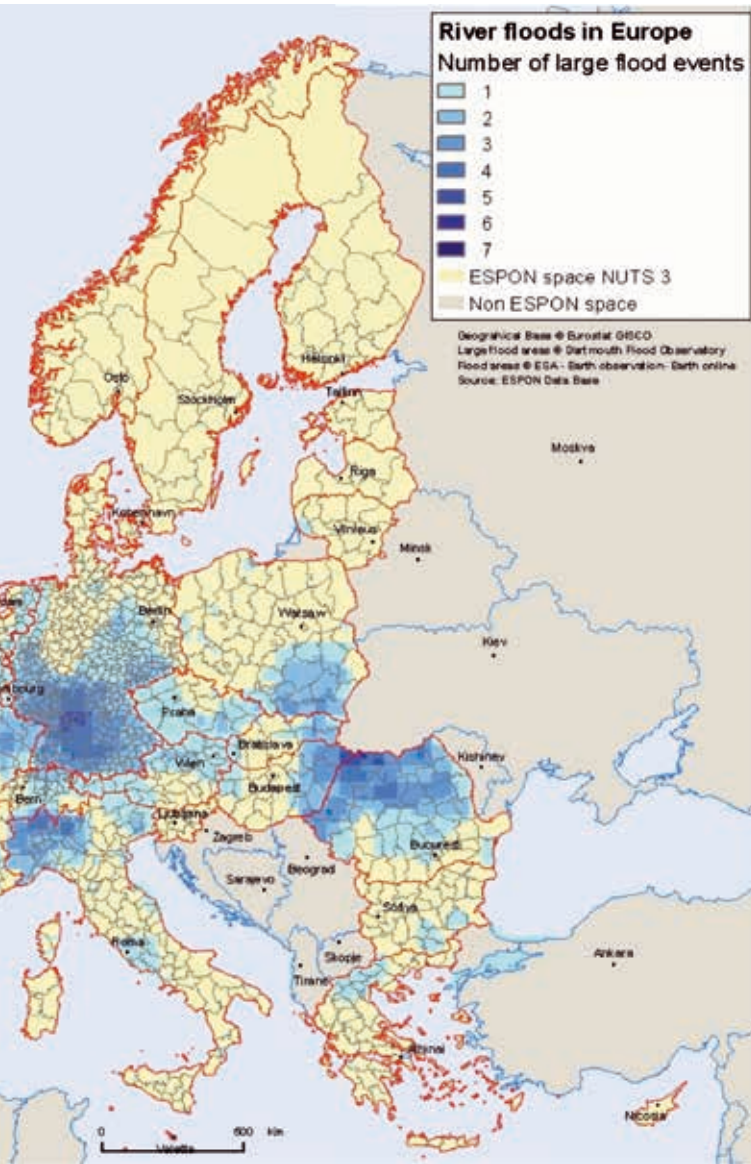 River floods in Europe
Number of large flood events
1
2
3
4
5
6
7
ESPON space NUTS 3
Non ESPON space
Geograhical Base © Eurostat GISCO
Large flood areas © Dartmouth Flood Observatory
Flood areas © ESA - Earth observation- Earth online
Source: ESPON Data Base
Helsinki
Oslo
Tallinn
Stockholm
Moskva
Riga
København
Vilnius
Minsk
Berlin
Warsaw
Kiev
Praha
Bratislava
Wien
Kishinev
Budapest
Bern
Ljubljana
Zagreb
Bucuresti
Beograd
Sarajevo
Sofiya
Roma
Skopje
Ankara
Tirane
Athinai
Nicosia
0 600 km
Valetta